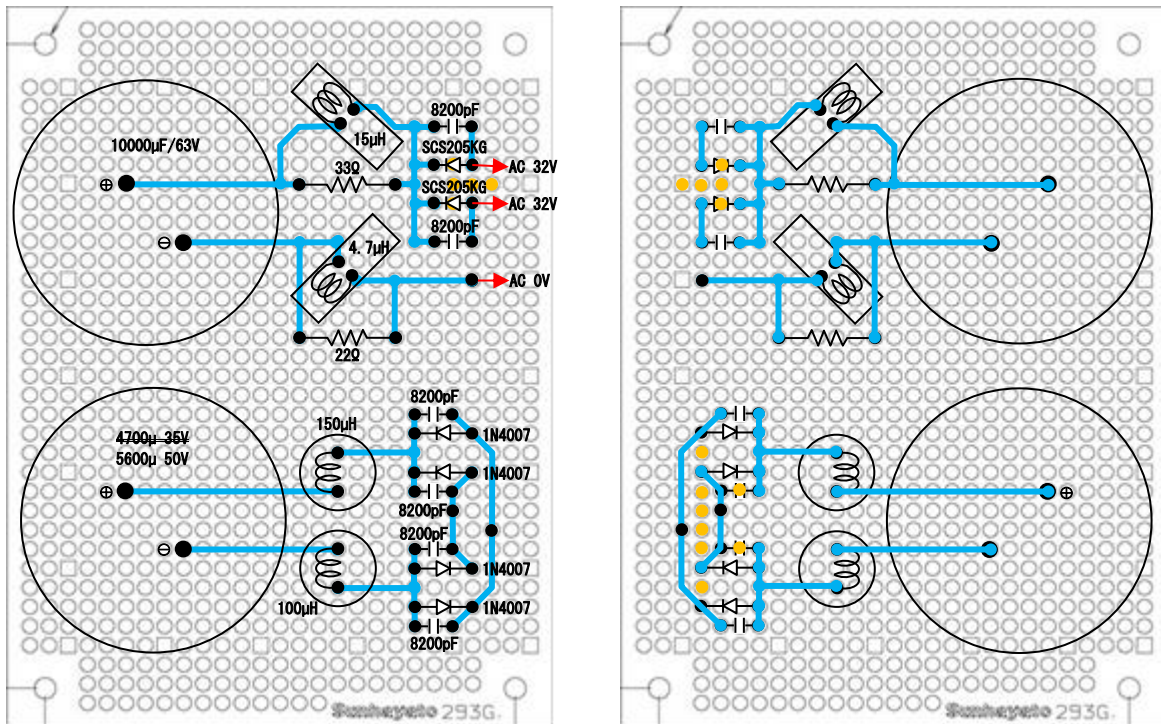 8200pF
10000μF/63V
15μH
SCS205KG
AC 32V
33Ω
⊕
SCS205KG
AC 32V
8200pF
⊖
4.7μH
AC 0V
22Ω
8200pF
150μH
4700μ 35V
1N4007
5600μ 50V
⊕
⊕
8200pF
8200pF
⊖
1N4007
100μH
1N4007
8200pF
Sunhayato 293G.
Sunhayato 293G.